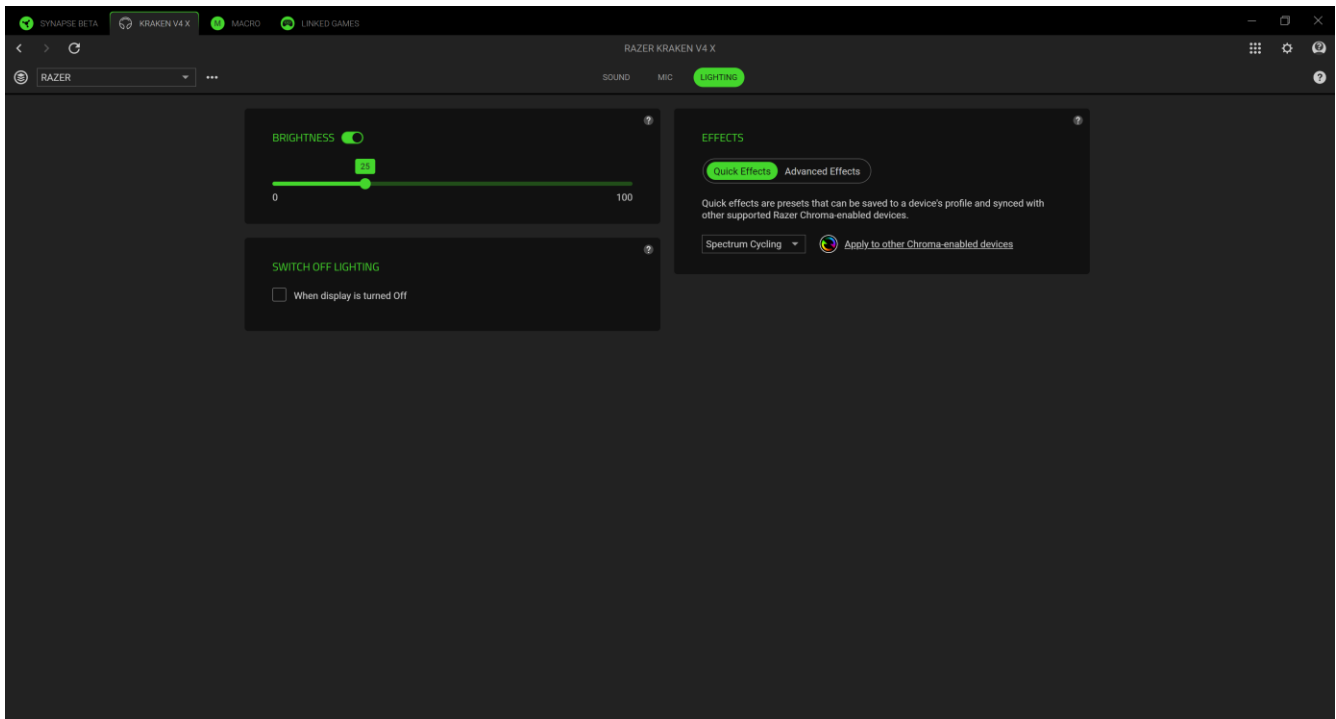 SYNAPSE BETA KRAKEN V4 X M MACRO LINKED GAMES
RAZER KRAKEN V4 X
RAZER SOUND MIC LIGHTING ?
BRIGHTNESS ?
25
0 100
SWITCH OFF LIGHTING ?
When display is turned Off
EFFECTS ?
Quick Effects Advanced Effects
Quick effects are presets that can be saved to a device's profile and synced with
other supported Razer Chroma-enabled devices.
Spectrum Cycling Apply to other Chroma-enabled devices